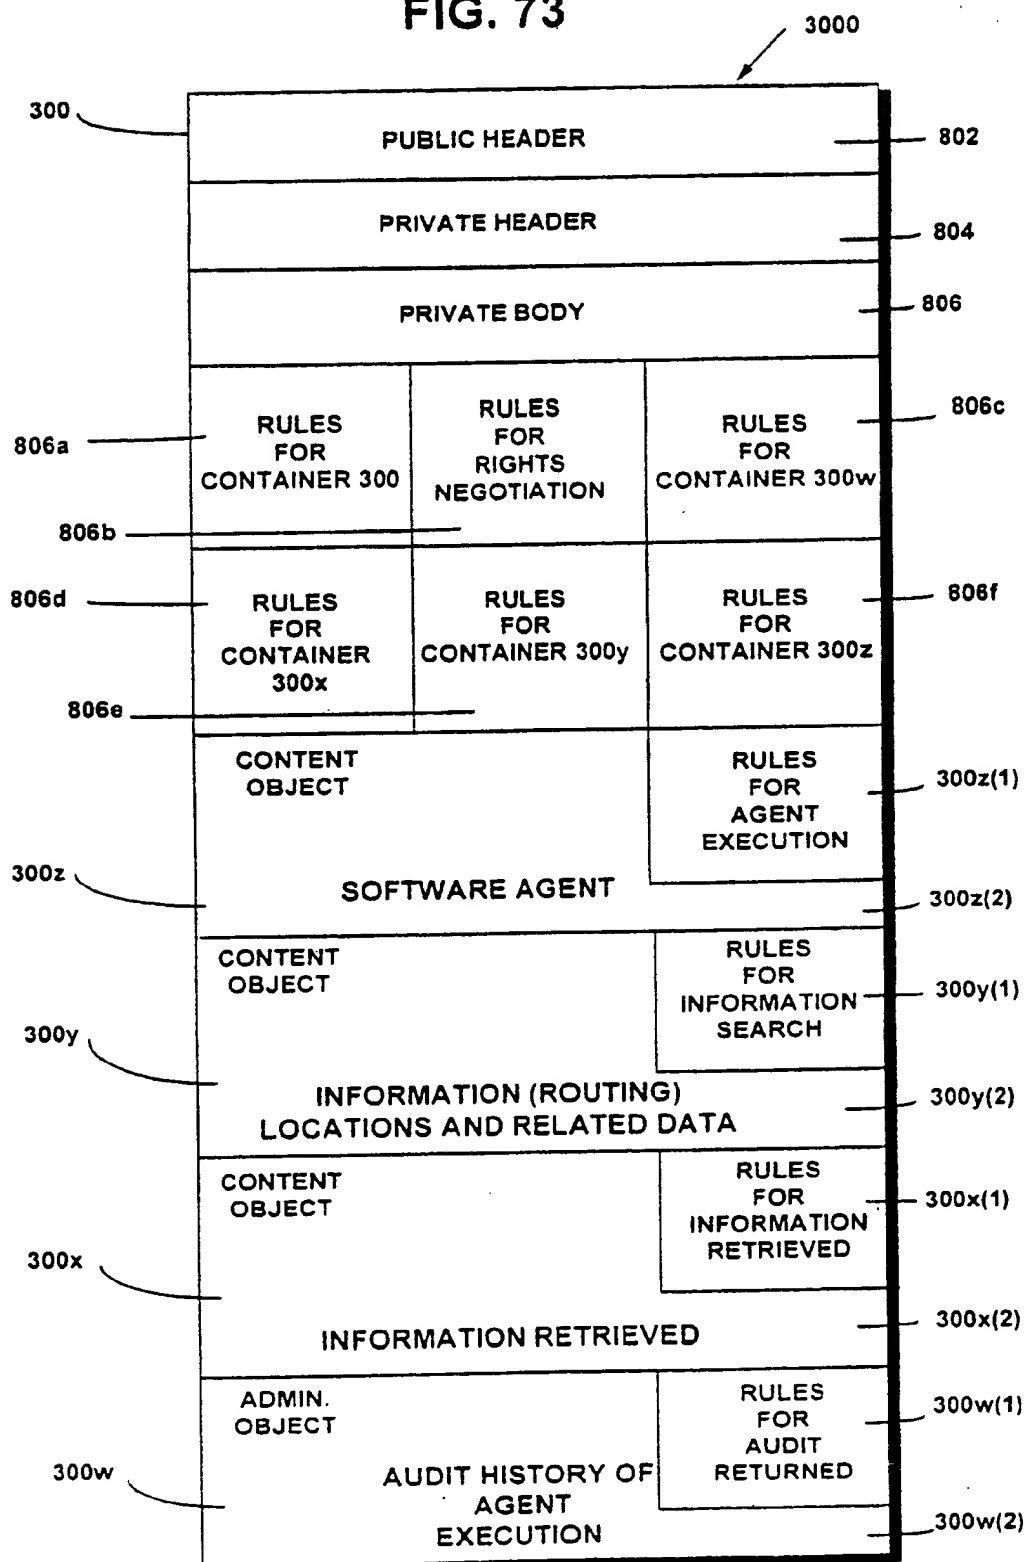 FIG. 73
3000
300
PUBLIC HEADER
802
PRIVATE HEADER
804
PRIVATE BODY
806
806a
RULES
FOR
CONTAINER 300
806b
RULES
FOR
RIGHTS
NEGOTIATION
RULES
FOR
CONTAINER 300w
806c
806d
RULES
FOR
CONTAINER
300x
806e
RULES
FOR
CONTAINER 300y
RULES
FOR
CONTAINER 300z
806f
CONTENT
OBJECT
RULES
FOR
AGENT
EXECUTION
300z(1)
300z
SOFTWARE AGENT
300z(2)
CONTENT
OBJECT
RULES
FOR
INFORMATION
SEARCH
300y(1)
300y
INFORMATION (ROUTING)
LOCATIONS AND RELATED DATA
300y(2)
CONTENT
OBJECT
RULES
FOR
INFORMATION
RETRIEVED
300x(1)
300x
INFORMATION RETRIEVED
300x(2)
ADMIN.
OBJECT
RULES
FOR
AUDIT
RETURNED
300w(1)
300w
AUDIT HISTORY OF
AGENT
EXECUTION
300w(2)